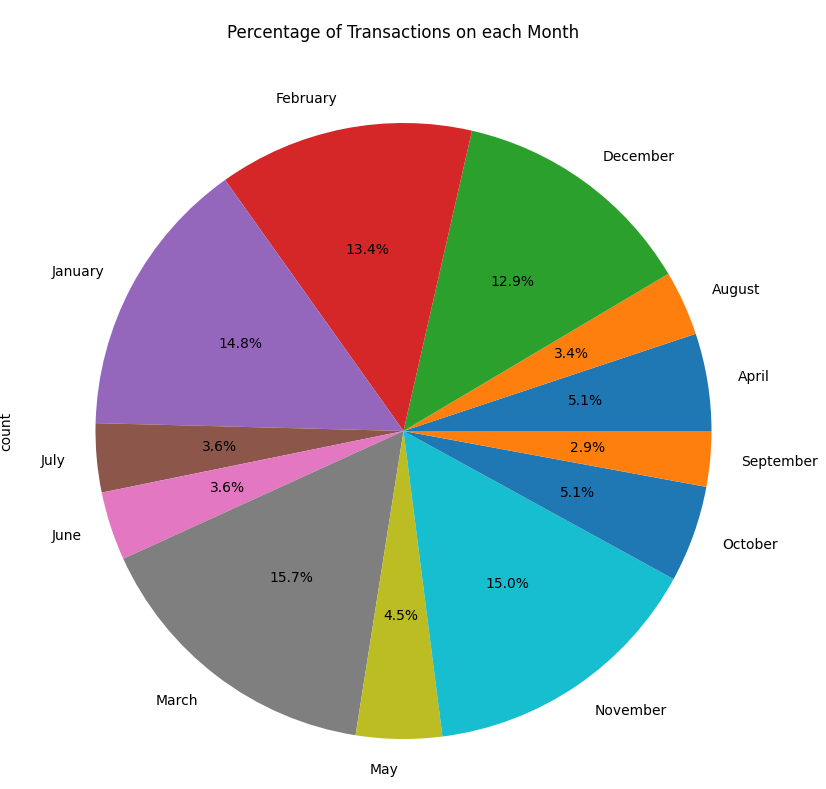 Percentage of Transactions on each Month
February
December
13.4%
January
12.9%
August
14.8%
3.4%
April
5.1%
count
3.6%
2.9%
July
September
3.6%
5.1%
June
October
15.7%
15.0%
4.5%
March
November
May